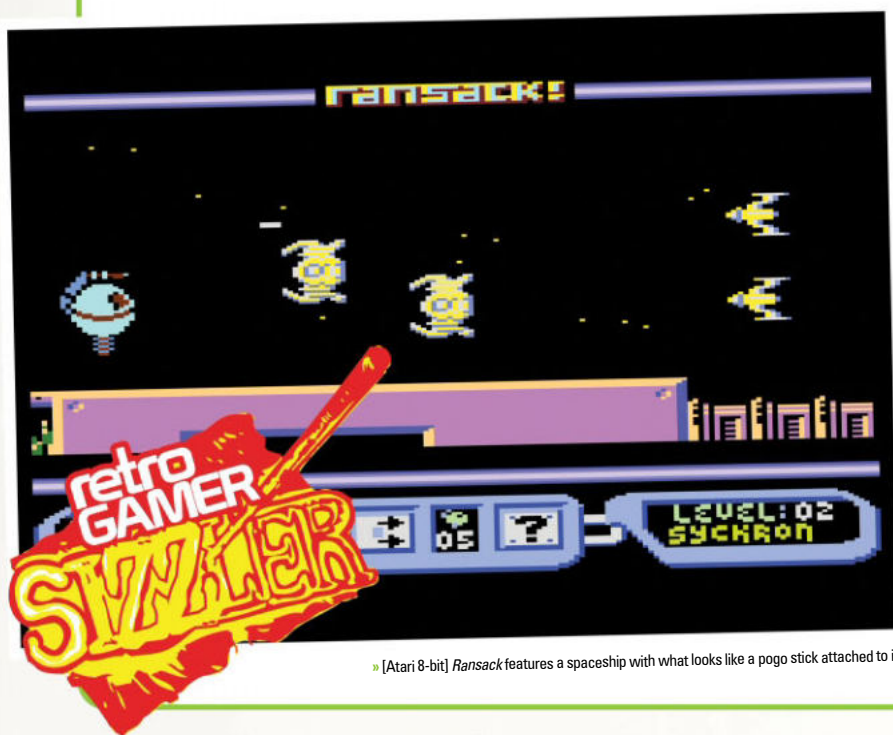 ransack!
05
?
LEVEL:02
SYCKRON
retro
GAMER
SIZZLER
» [Atari 8-bit] Ransack features a spaceship with what looks like a pogo stick attached to